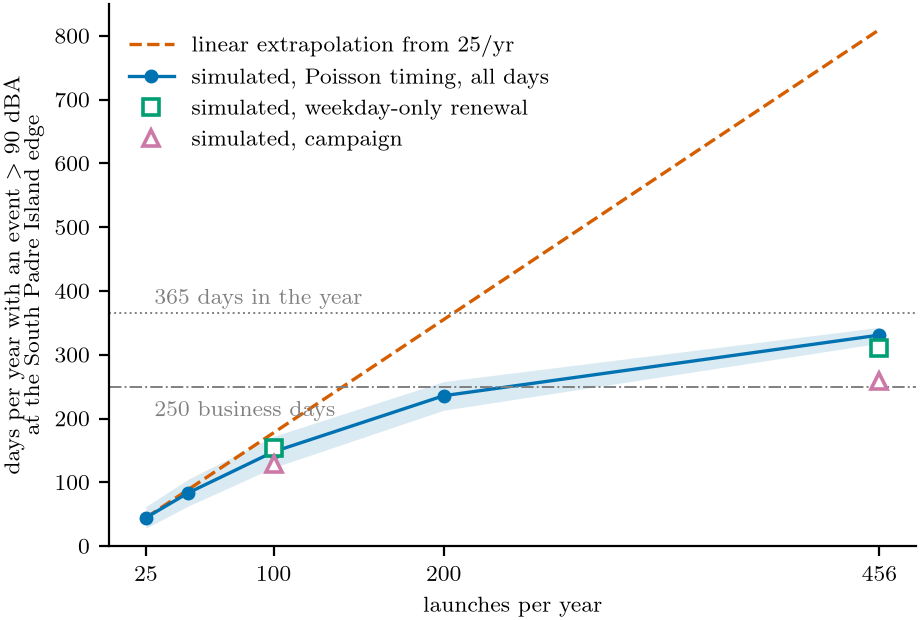 800
700
600
500
400
300
200
100
0
days per year with an event > 90 dBA
at the South Padre Island edge
linear extrapolation from 25/yr
simulated, Poisson timing, all days
simulated, weekday-only renewal
simulated, campaign
365 days in the year
250 business days
25
100
200
456
launches per year